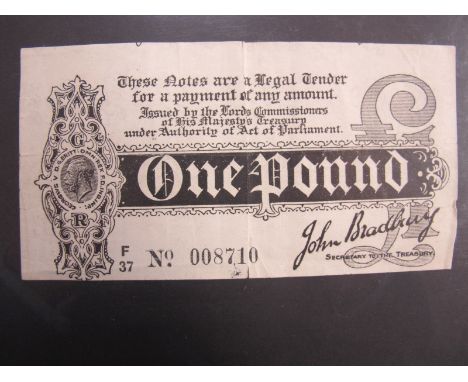 These Notes are a Legal Tender
for a payment of any amount.
Issued by the Lords Commissioners
of His Majesty's Treasury
under Authority of Act of Parliament.
£
G
R
One Pound
John Bradbury
SECRETARY TO THE TREASURY.
£1
F
37
No 008710